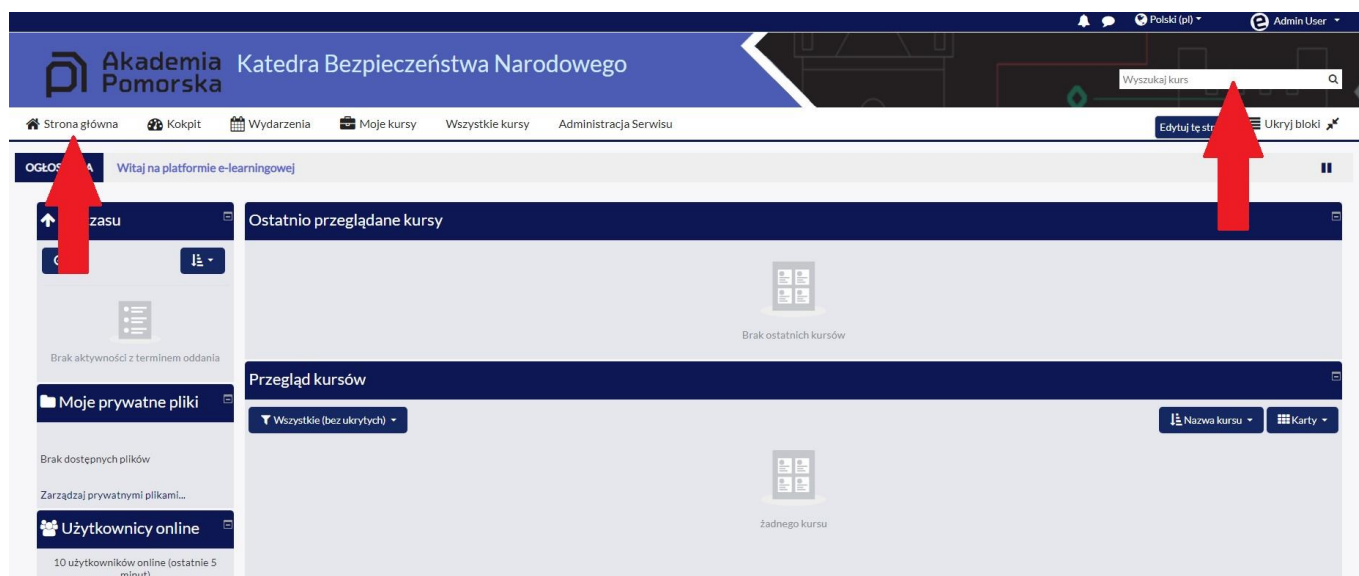 Polski (pl)
Admin User
Akademia
Pomorska
Katedra Bezpieczeństwa Narodowego
Wyszukaj kurs
Strona główna
Kokpit
Wydarzenia
Moje kursy
Wszystkie kursy
Administracja Serwisu
Edytuj tę
Ukryj bloki
Witaj na platformie e-learningowej
Ostatnio przeglądane kursy
Brak ostatnich kursów
Brak aktywności z terminem oddania
Przegląd kursów
Moje prywatne pliki
Wszystkie (bez ukrytych)
Nazwa kursu
Karty
Brak dostępnych plików
Zarządzaj prywatnymi plikami...
żadnego kursu
Użytkownicy online
10 użytkowników online (ostatnie 5
minut)